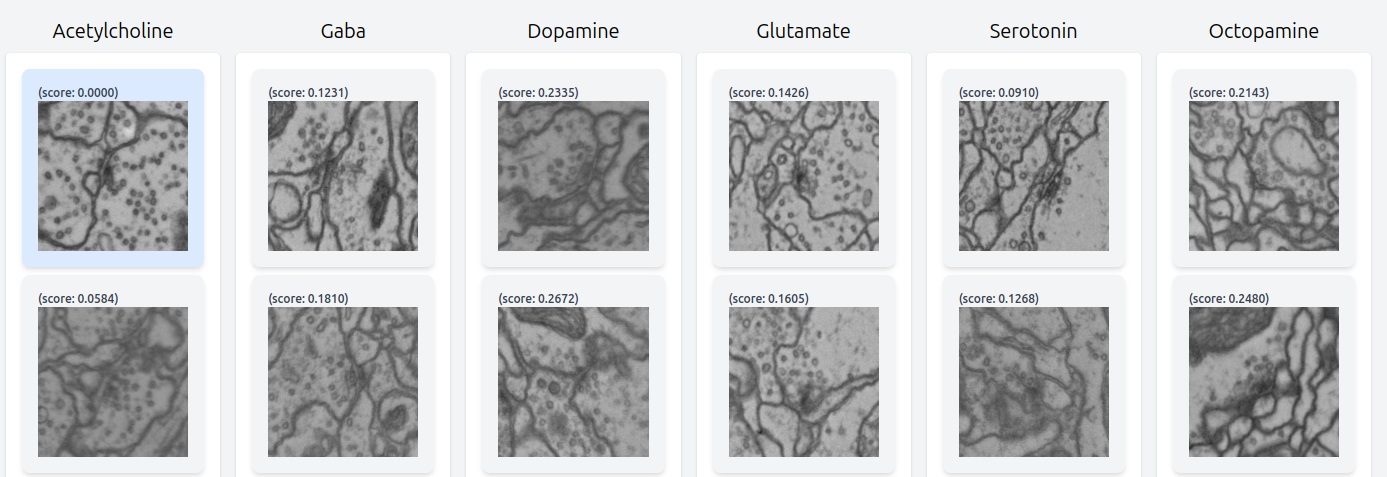 Acetylcholine Gaba Dopamine Glutamate Serotonin Octopamine
(score: 0.0000) (score: 0.1231) (score: 0.2335) (score: 0.1426) (score: 0.0910) (score: 0.2143)
(score: 0.0584) (score: 0.1810) (score: 0.2672) (score: 0.1605) (score: 0.1268) (score: 0.2480)